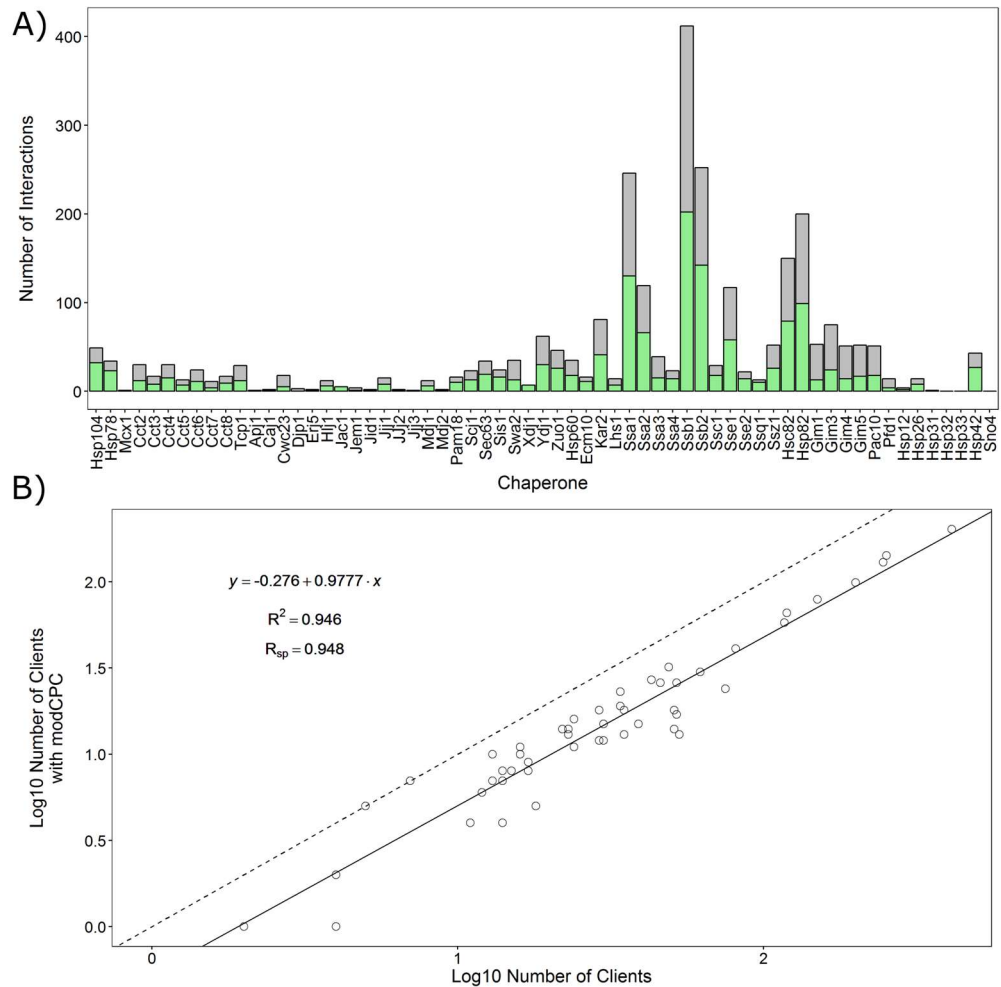 A)
400
300
200
100
0
Number of Interactions
Hsp104
Hsp78
Mcx1
Cct2
Cct3
Cct4
Cct5
Cct6
Cct7
Cct8
Tcp1
Apj1
Caj1
Cwc23
Djp1
Erj5
Hlj1
Jac1
Jem1
Jid1
Jjj1
JJJ2
Jjj3
Mdj1
Mdj2
Pam18
Scj1
Sec63
Sis1
Swa2
Xdj1
Ydj1
Zuo1
Hsp60
Ecm10
Kar2
Lhs1
Ssa1
Ssa2
Ssa3
Ssa4
Ssb1
Ssb2
Ssc1
Sse1
Sse2
Ssq1
Ssz1
Hsc82
Hsp82
Gim1
Gim3
Gim4
Gim5
Pac10
Pfd1
Hsp12
Hsp26
Hsp31
Hsp32
Hsp33
Hsp42
Sno4
Chaperone
B)
y = -0.276 + 0.9777 · x
R² = 0.946
Rsp = 0.948
2.0
1.5
1.0
0.5
0.0
Log10 Number of Clients
with modCPC
0
1
2
Log10 Number of Clients